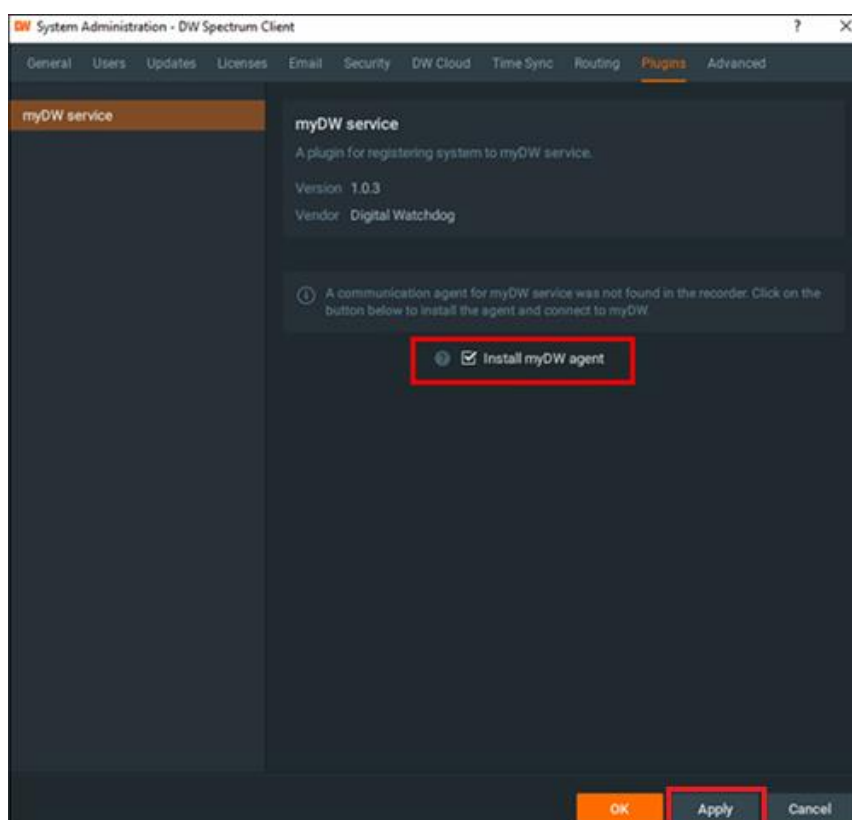 DW System Administration - DW Spectrum Client ? X
General Users Updates Licenses Email Security DW Cloud Time Sync Routing Plugins Advanced
myDW service
myDW service
A plugin for registering system to myDW service.
Version 1.0.3
Vendor Digital Watchdog
A communication agent for myDW service was not found in the recorder. Click on the
button below to install the agent and connect to myDW.
? Install myDW agent
OK Apply Cancel